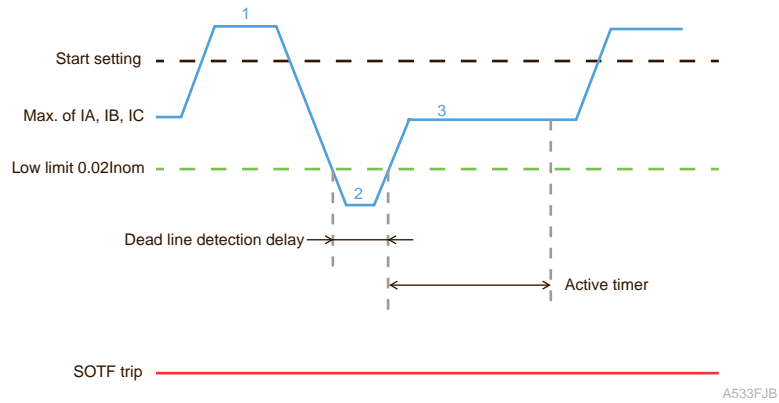 1
Start setting
Max. of IA, IB, IC
3
Low limit 0.02Inom
2
Dead line detection delay
Active timer
SOTF trip
A533FJB